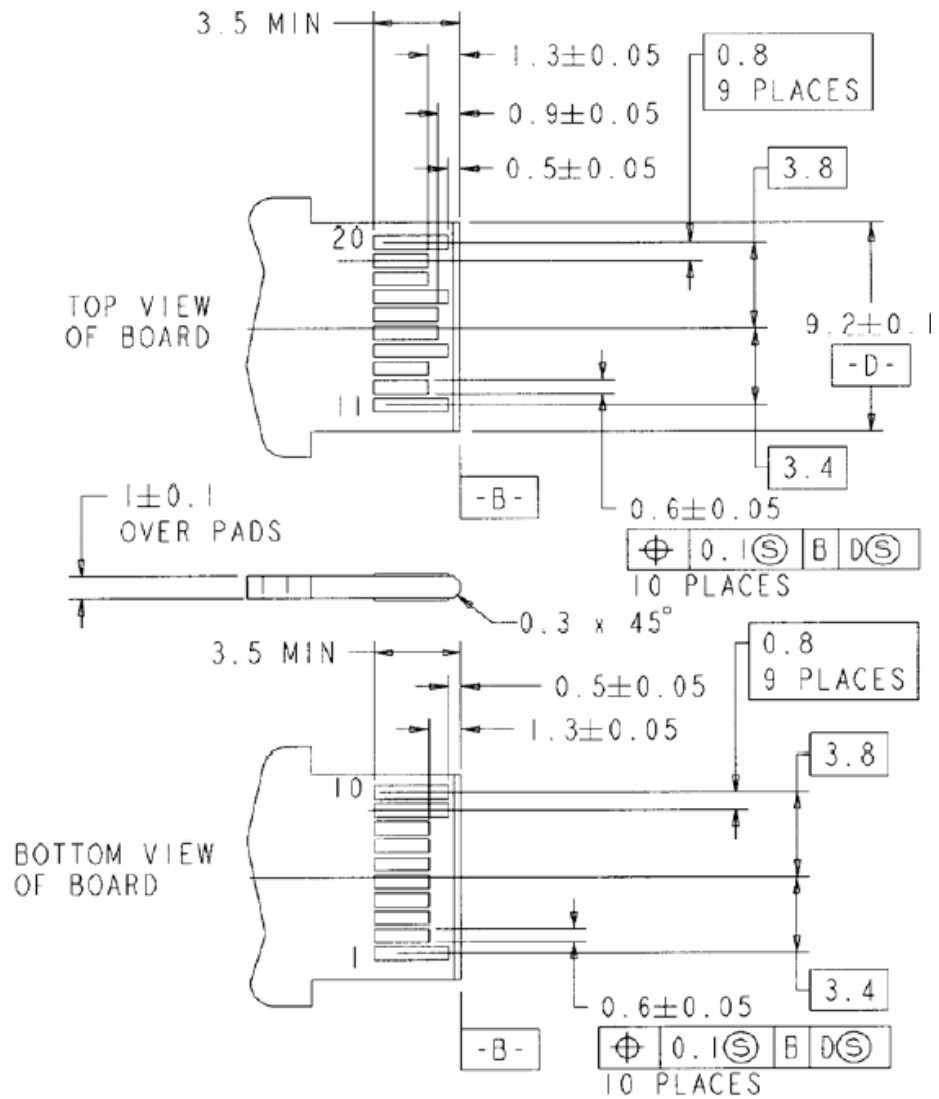 3.5 MIN
1.3±0.05
0.8
9 PLACES
0.9±0.05
0.5±0.05
3.8
20
TOP VIEW
OF BOARD
9.2±0.1
-D-
11
3.4
-B-
1±0.1
OVER PADS
0.6±0.05
⌖ 0.1Ⓢ B DⓈ
10 PLACES
0.3 x 45°
3.5 MIN
0.8
9 PLACES
0.5±0.05
1.3±0.05
3.8
10
BOTTOM VIEW
OF BOARD
1
3.4
0.6±0.05
-B-
⌖ 0.1Ⓢ B DⓈ
10 PLACES